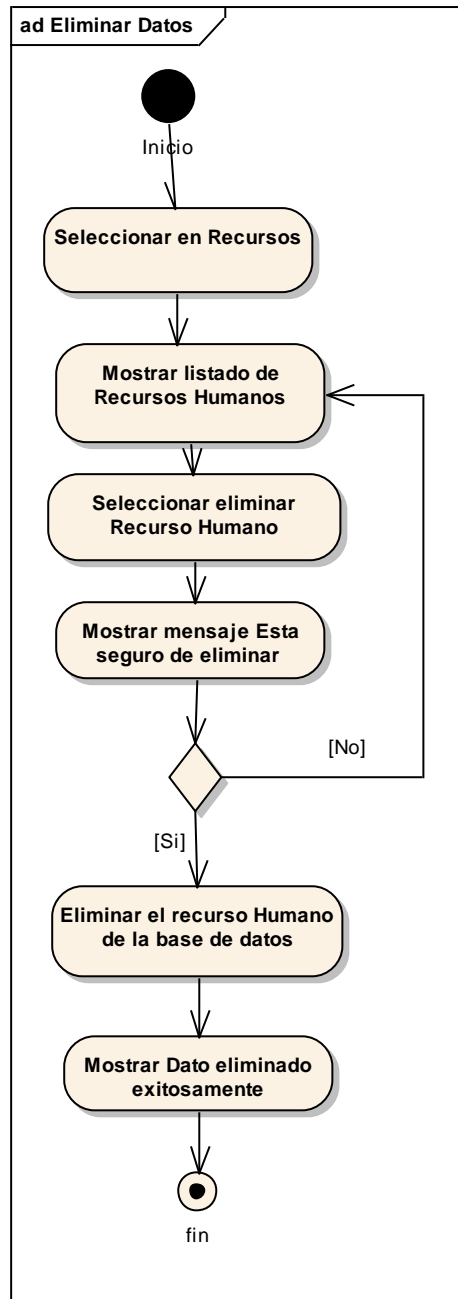 ad Eliminar Datos
Inicio
Seleccionar en Recursos
Mostrar listado de
Recursos Humanos
Seleccionar eliminar
Recurso Humano
Mostrar mensaje Esta
seguro de eliminar
[No]
[Si]
Eliminar el recurso Humano
de la base de datos
Mostrar Dato eliminado
exitosamente
fin